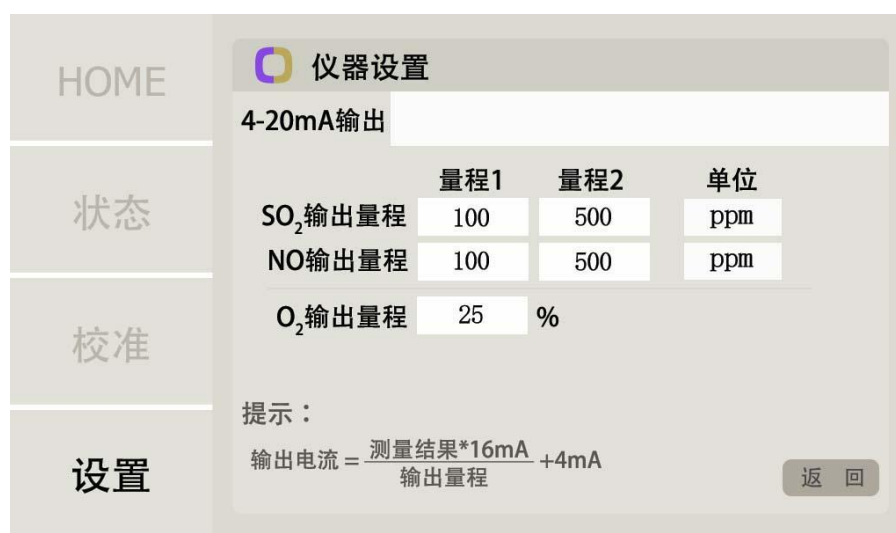 HOME
状态
校准
设置
仪器设置
4-20mA输出
量程1 量程2 单位
SO₂输出量程 100 500 ppm
NO输出量程 100 500 ppm
O₂输出量程 25 %
提示：
输出电流 = 测量结果*16mA / 输出量程 +4mA
返 回